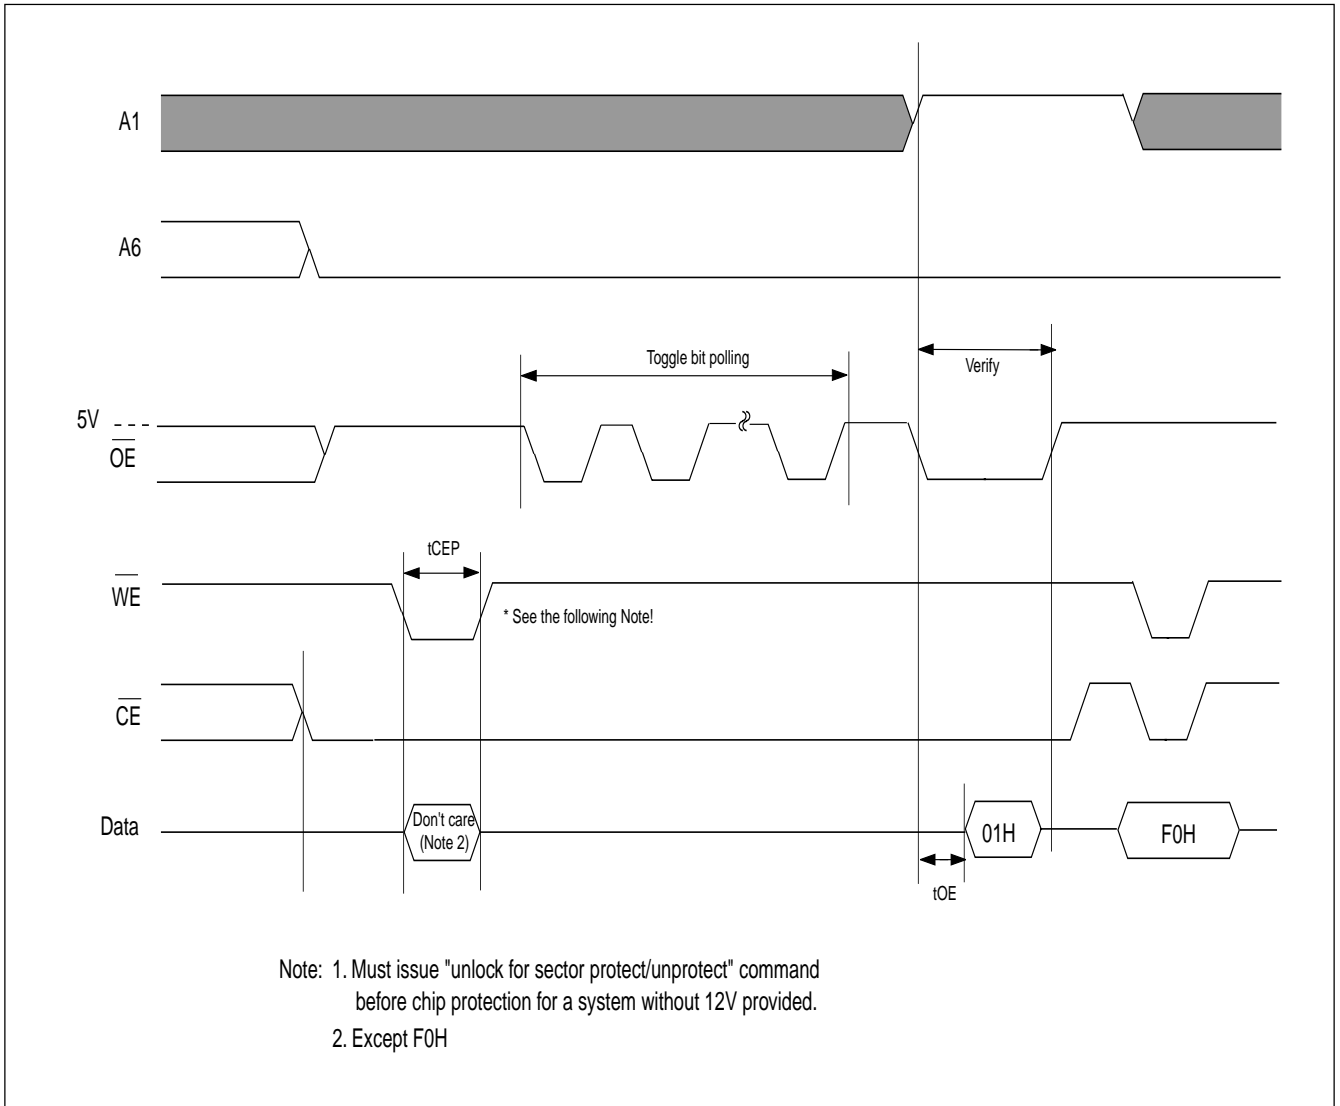 A1
A6
Toggle bit polling
Verify
5V
OE
tCEP
WE
* See the following Note!
CE
Data
Don't care
(Note 2)
01H
F0H
tOE
Note: 1. Must issue "unlock for sector protect/unprotect" command
before chip protection for a system without 12V provided.
2. Except F0H